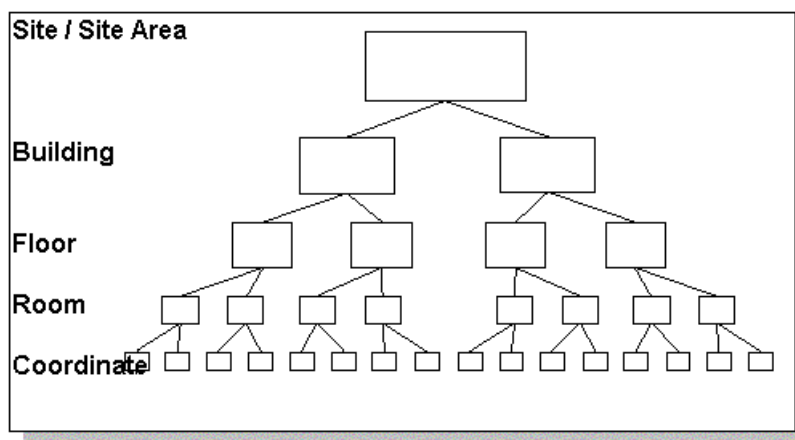 Site / Site Area
Building
Floor
Room
Coordinate